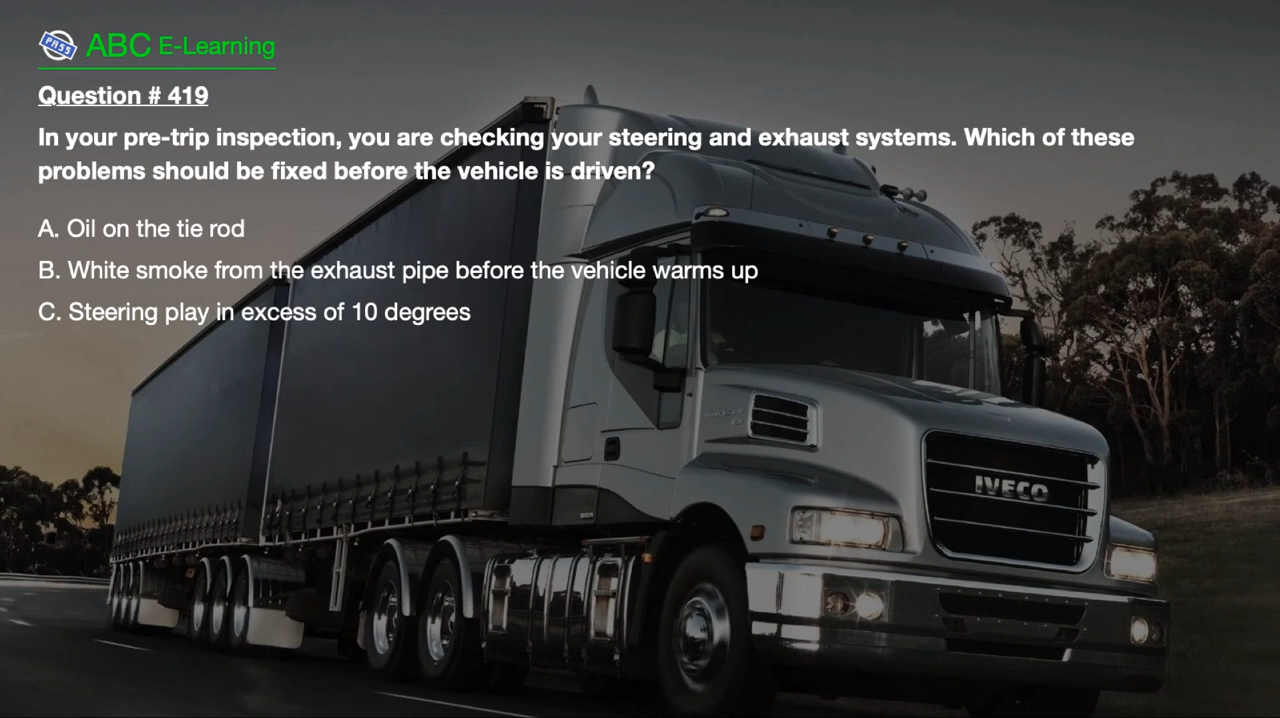 PASS
ABC E-Learning
Question # 419
In your pre-trip inspection, you are checking your steering and exhaust systems. Which of these
problems should be fixed before the vehicle is driven?
A. Oil on the tie rod
B. White smoke from the exhaust pipe before the vehicle warms up
C. Steering play in excess of 10 degrees
IVECO